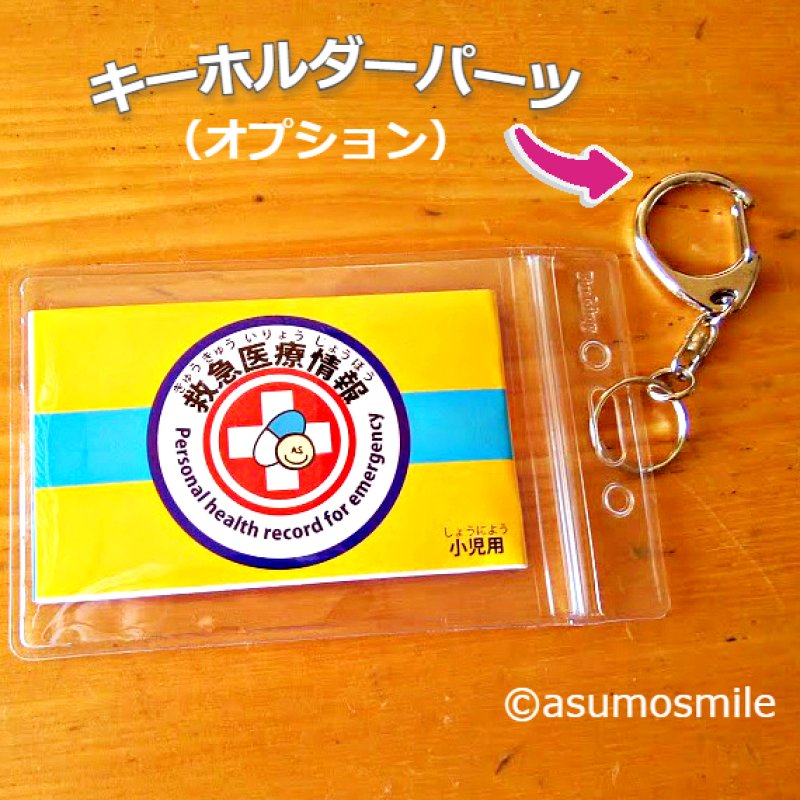 キーホルダーパーツ
（オプション）
きゅうきゅう いりょう じょうほう
救急医療情報
AS
Personal health record for emergency
しょうによう
小児用
©asumosmile